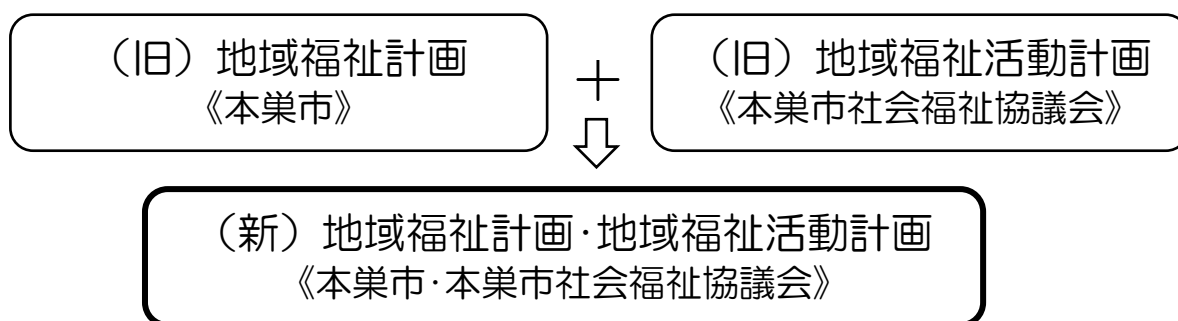 （旧）地域福祉計画
《本巣市》
＋
（旧）地域福祉活動計画
《本巣市社会福祉協議会》
（新）地域福祉計画・地域福祉活動計画
《本巣市・本巣市社会福祉協議会》